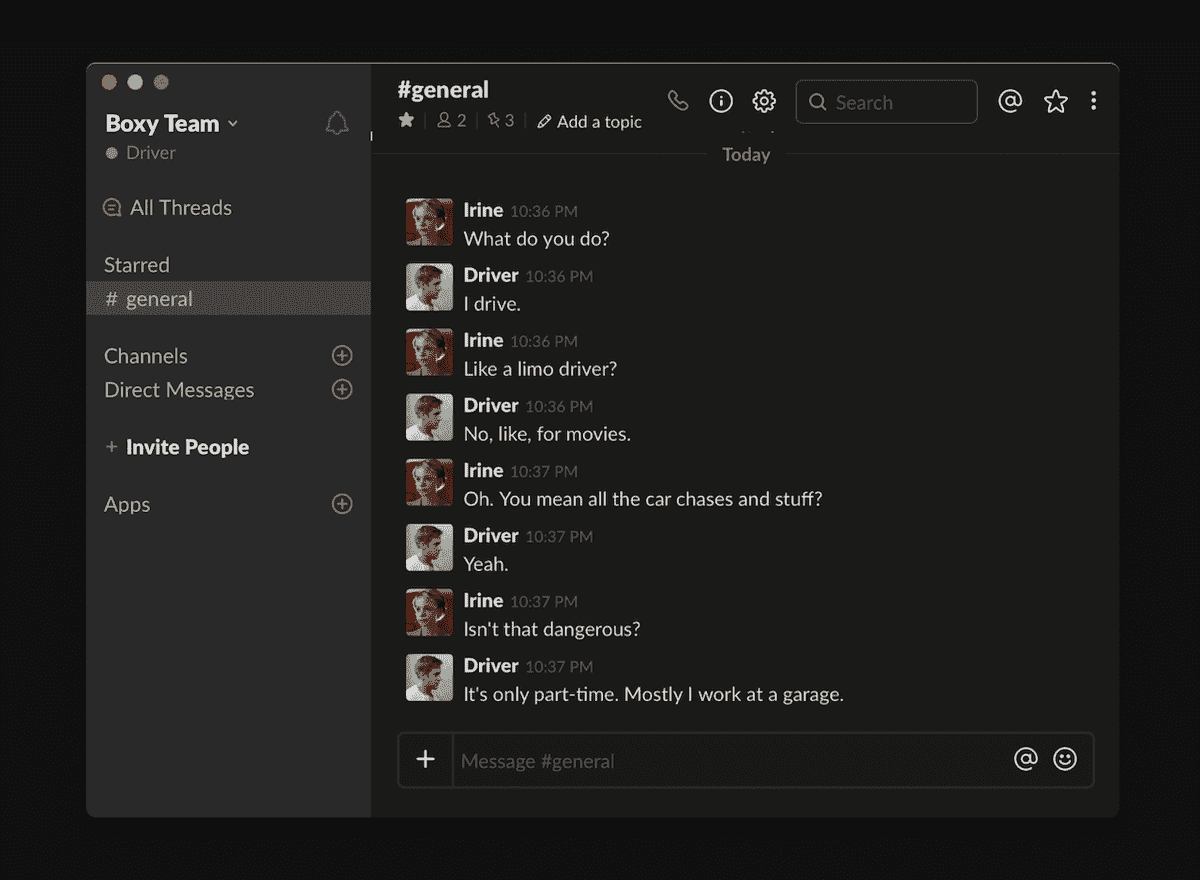 Boxy Team
Driver
All Threads
Starred
# general
Channels
Direct Messages
+ Invite People
Apps
#general
2
3
Add a topic
Search
Today
Irine 10:36 PM
What do you do?
Driver 10:36 PM
I drive.
Irine 10:36 PM
Like a limo driver?
Driver 10:36 PM
No, like, for movies.
Irine 10:37 PM
Oh. You mean all the car chases and stuff?
Driver 10:37 PM
Yeah.
Irine 10:37 PM
Isn't that dangerous?
Driver 10:37 PM
It's only part-time. Mostly I work at a garage.
Message #general